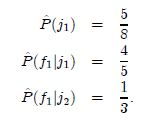 P̂(j₁) = 5/8
P̂(f₁|j₁) = 4/5
P̂(f₁|j₂) = 1/3.